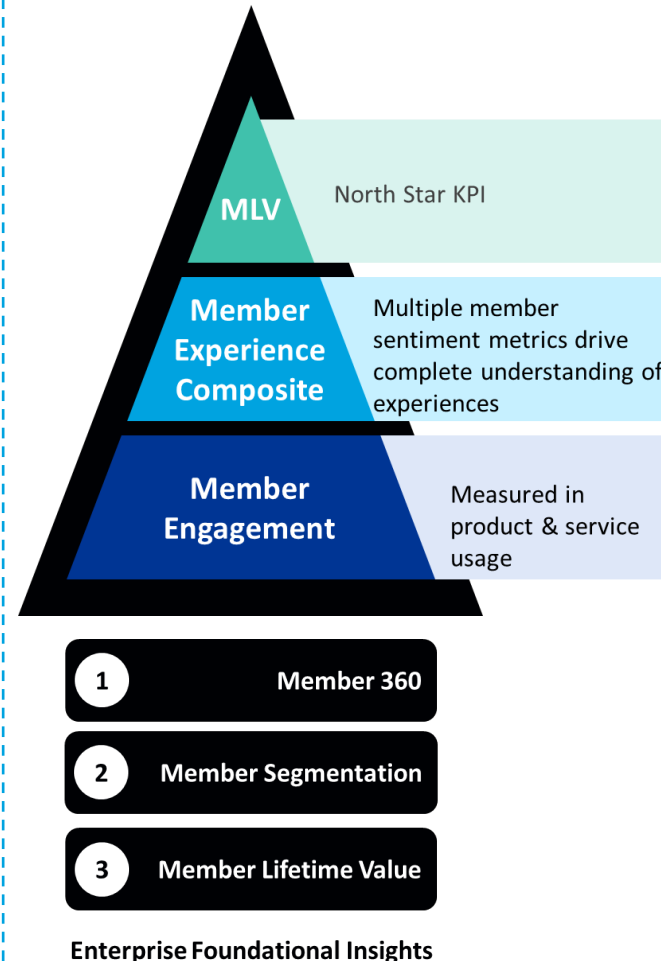 MLV
North Star KPI
Member
Experience
Composite
Multiple member
sentiment metrics drive
complete understanding of
experiences
Member
Engagement
Measured in
product & service
usage
1 Member 360
2 Member Segmentation
3 Member Lifetime Value
Enterprise Foundational Insights